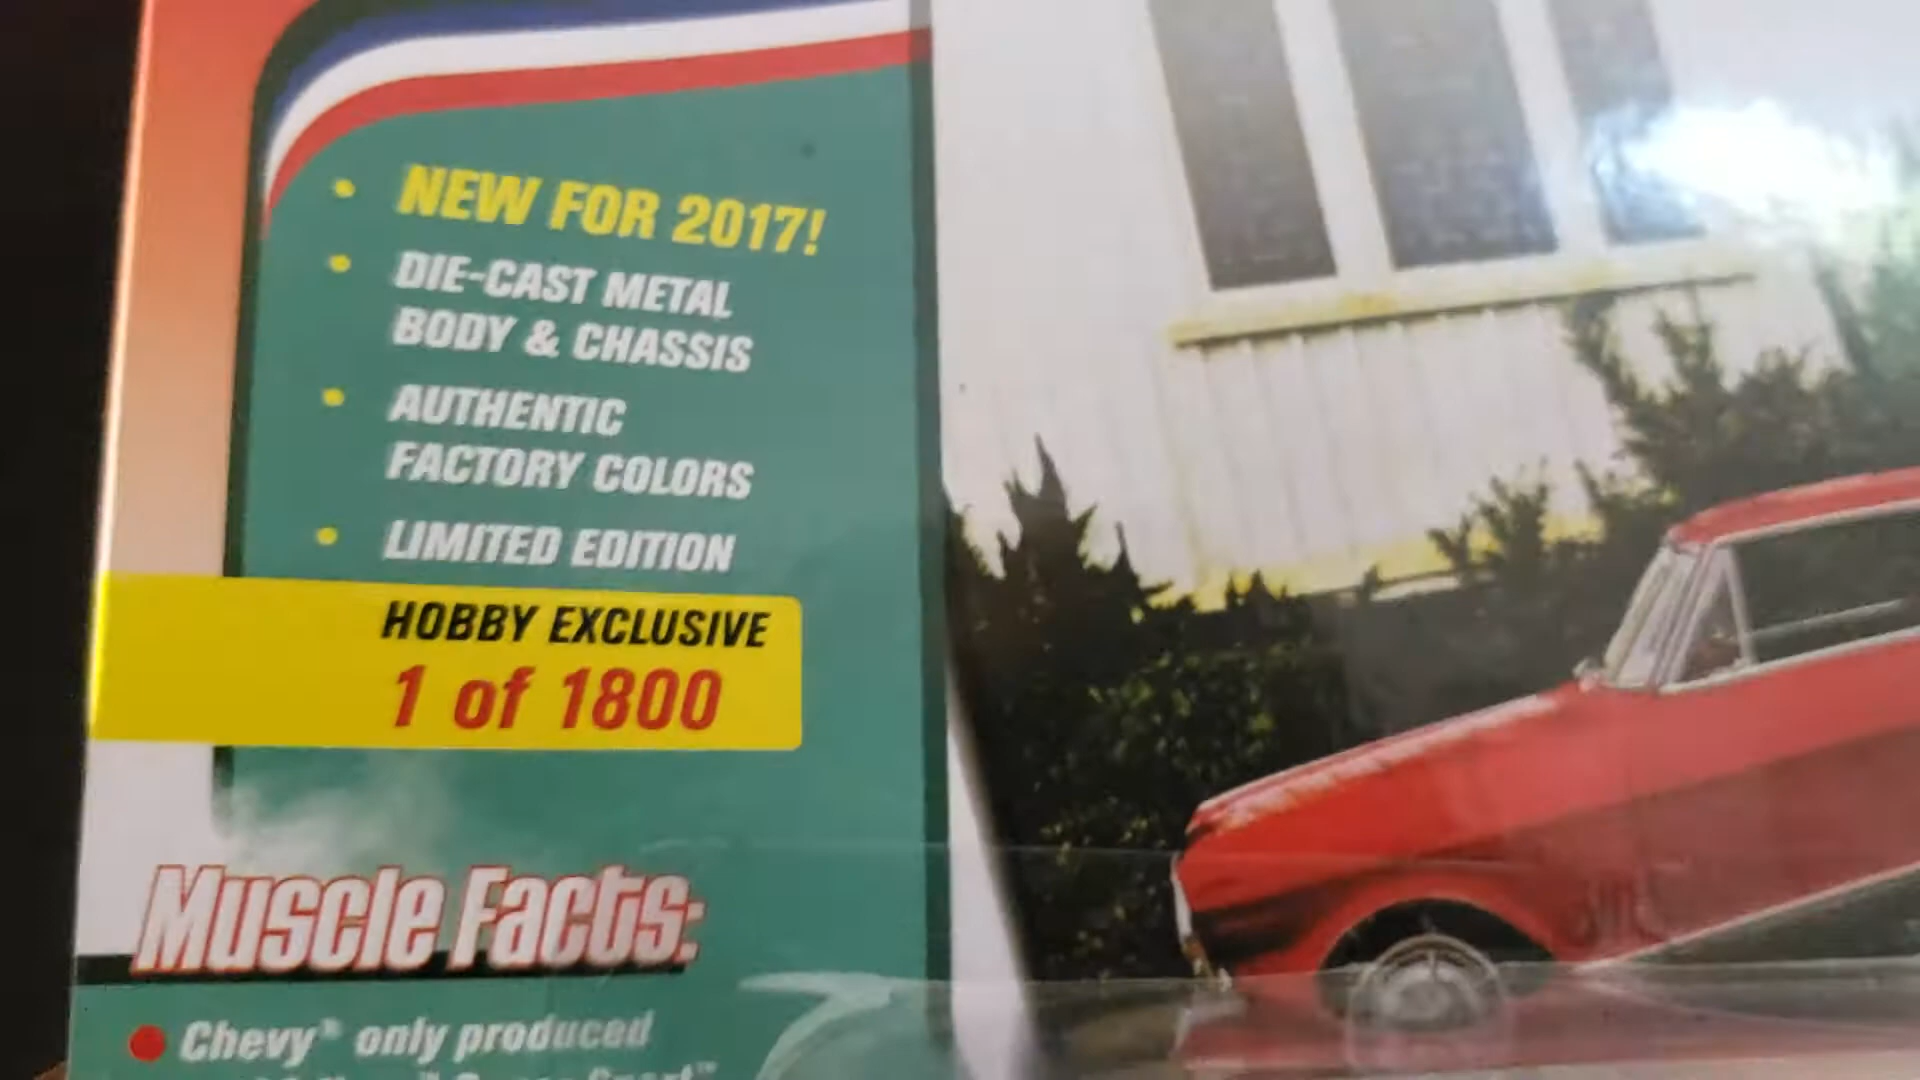 • NEW FOR 2017!
• DIE-CAST METAL
BODY & CHASSIS
• AUTHENTIC
FACTORY COLORS
• LIMITED EDITION
HOBBY EXCLUSIVE
1 of 1800
Muscle Facts:
• Chevy™ only produced